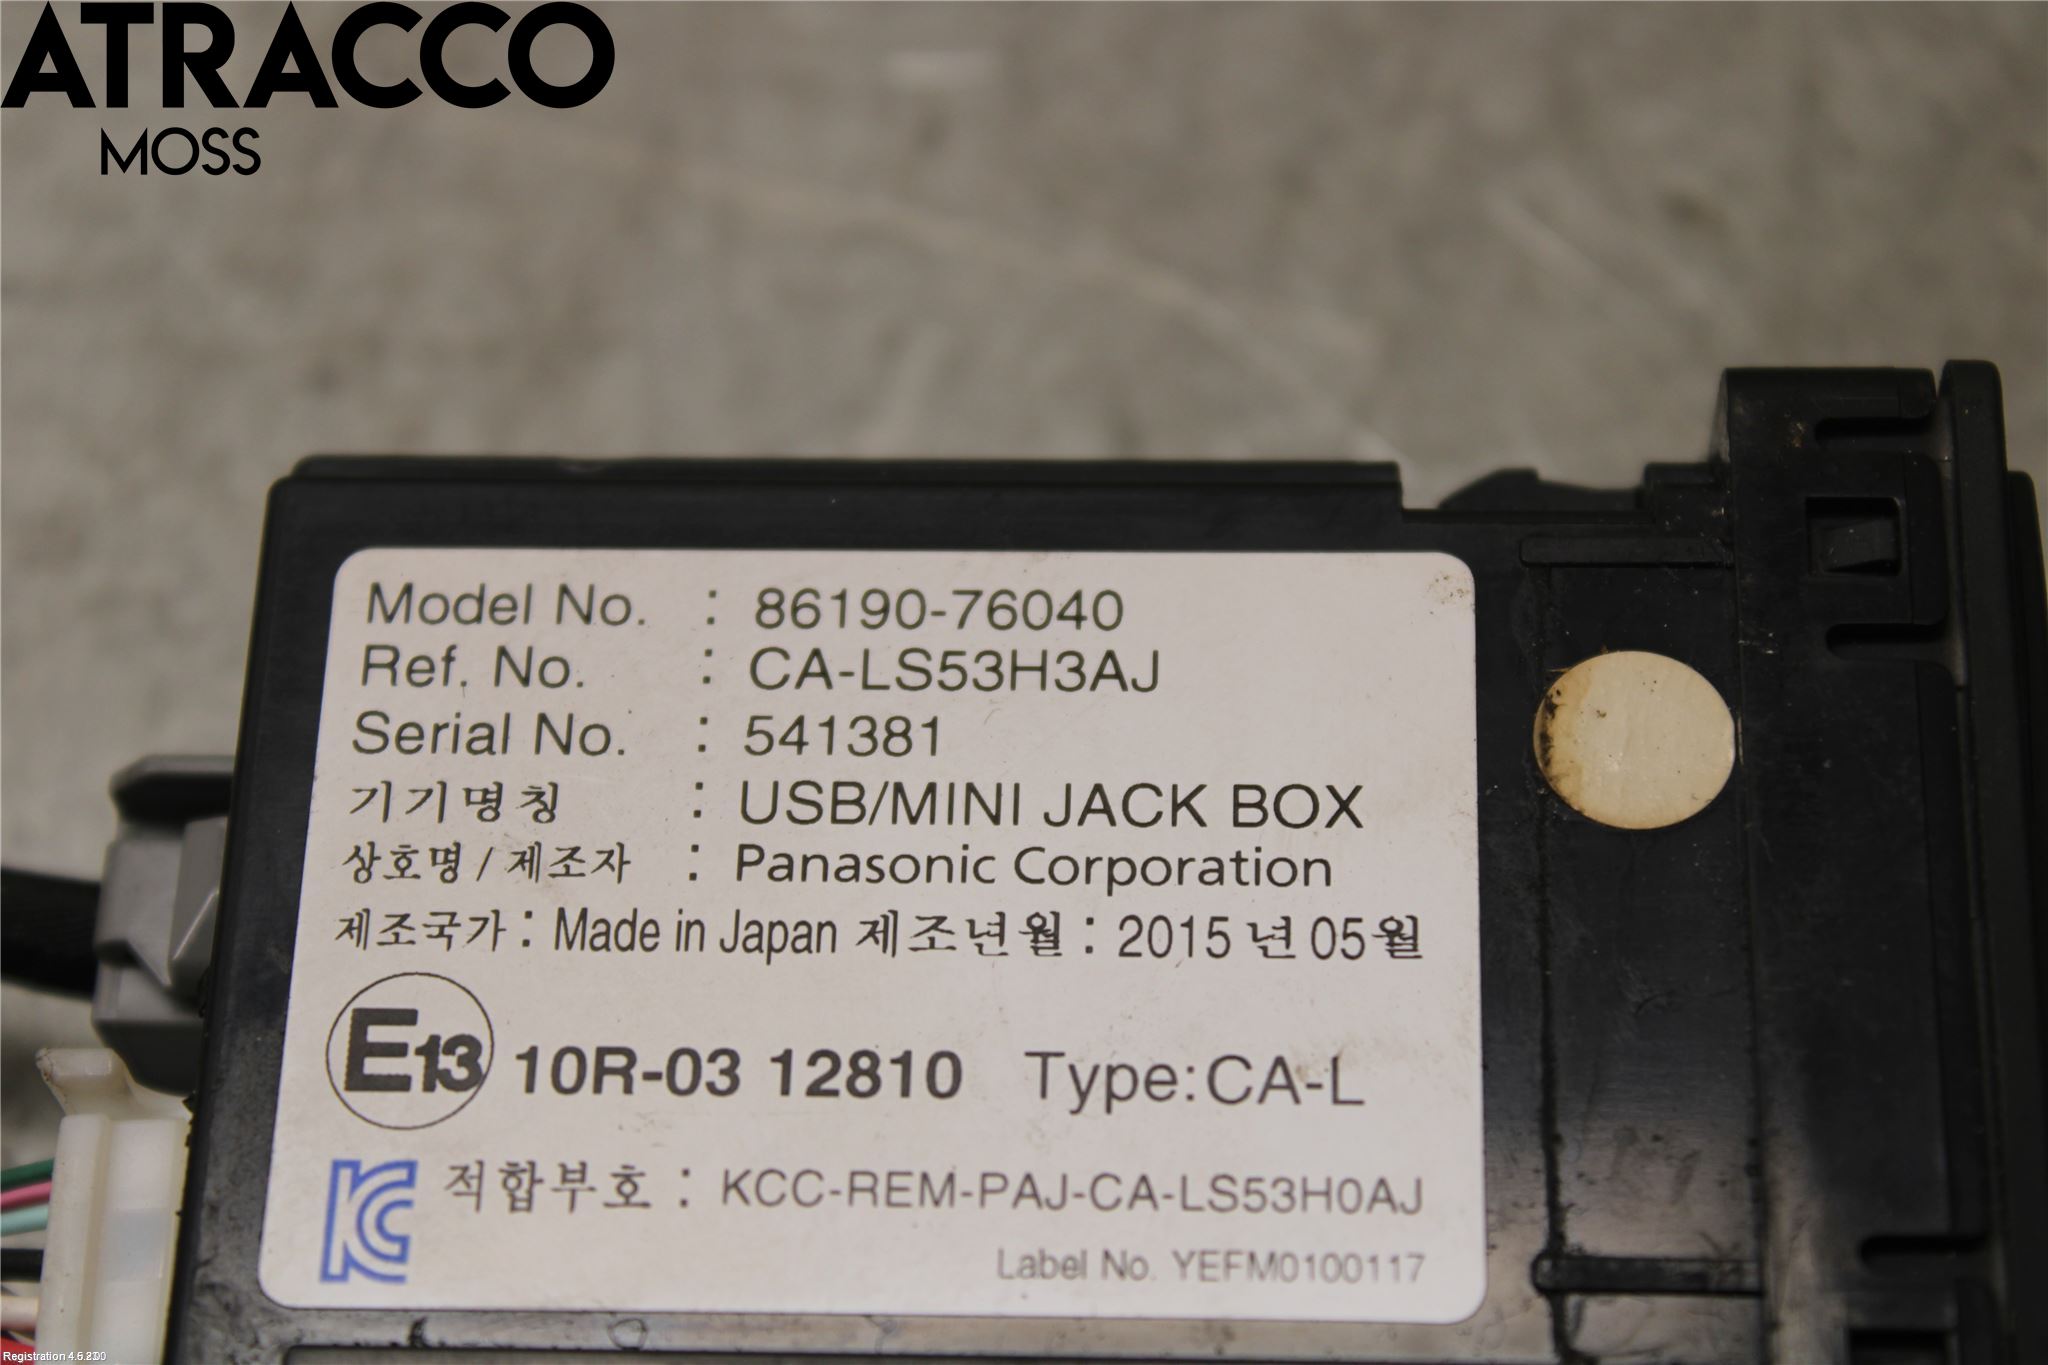 ATRACCO
MOSS
Model No. : 86190-76040
Ref. No. : CA-LS53H3AJ
Serial No. : 541381
기기명칭 : USB/MINI JACK BOX
상호명 / 제조자 : Panasonic Corporation
제조국가 : Made in Japan 제조년월 : 2015 년 05 월
E13 10R-03 12810 Type:CA-L
KC 적합부호 : KCC-REM-PAJ-CA-LS53H0AJ
Label No. YEFM0100117
Registration